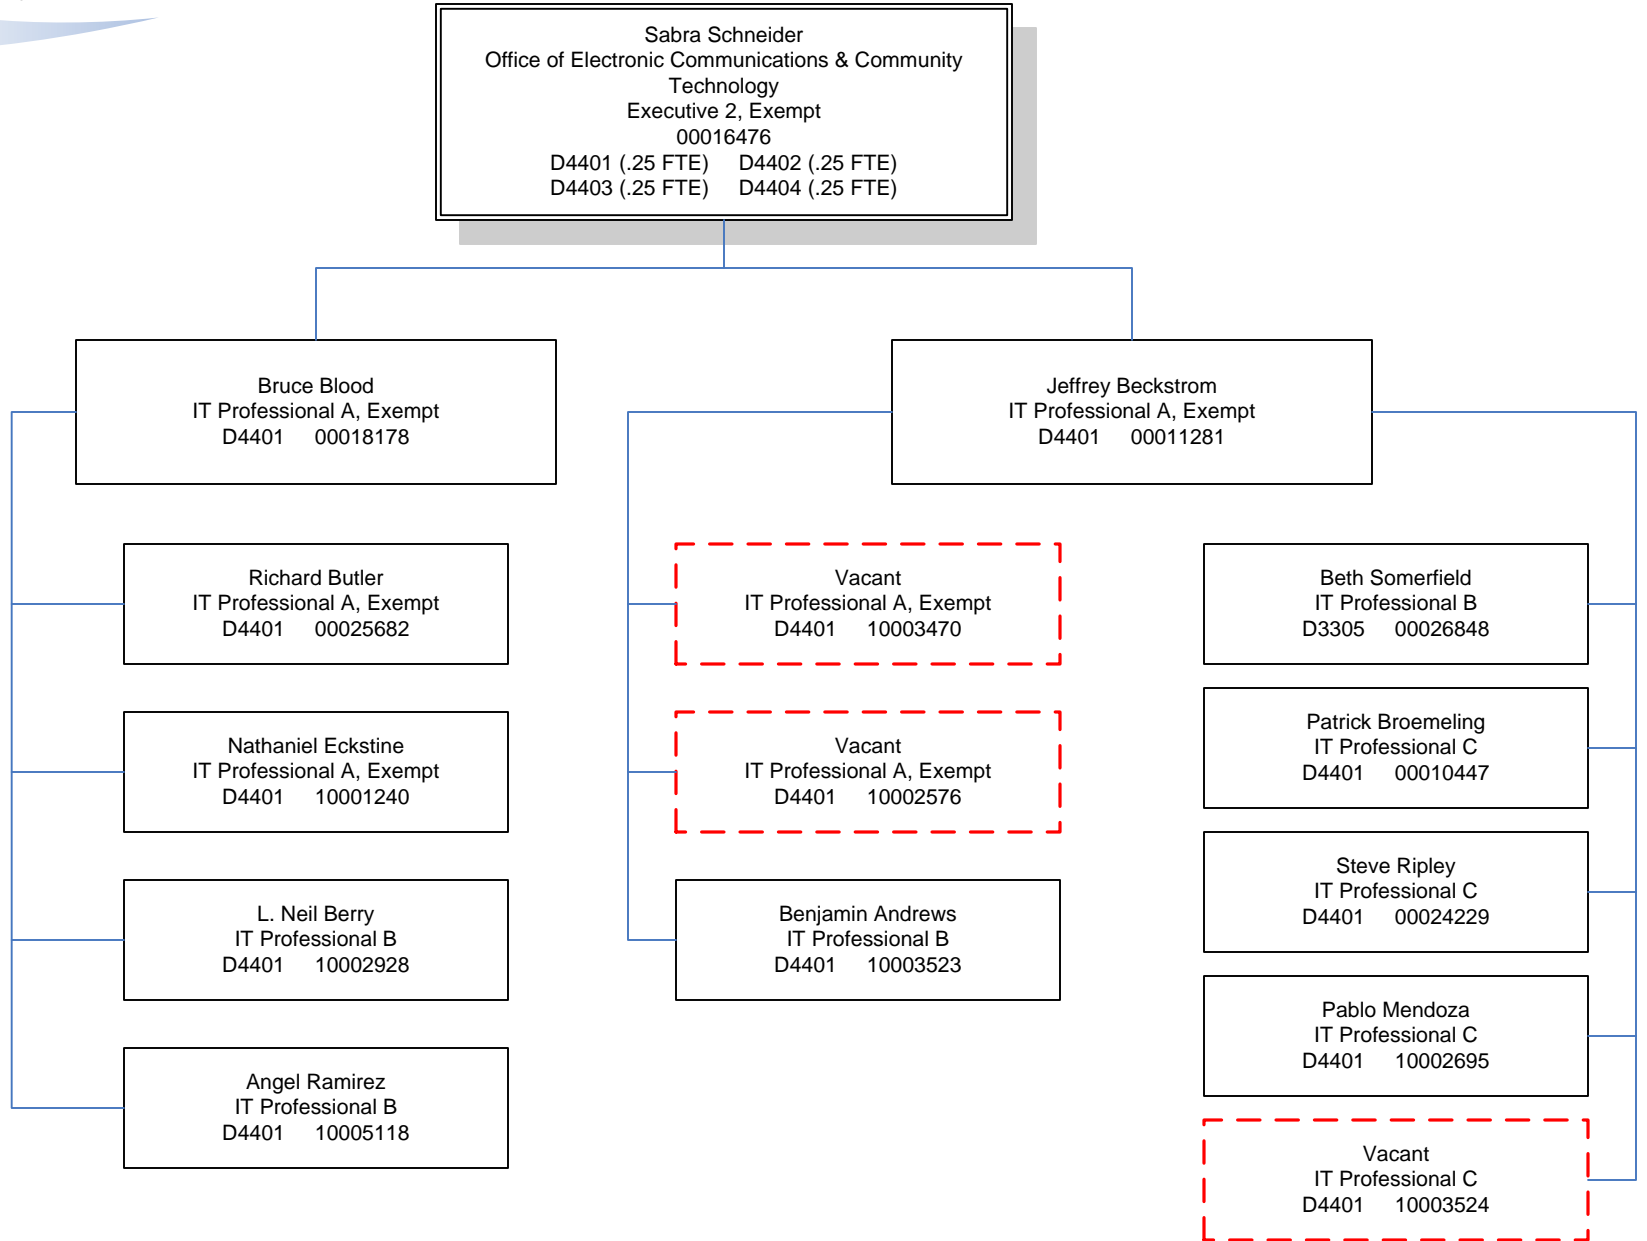 Sabra Schneider
Office of Electronic Communications & Community
Technology
Executive 2, Exempt
00016476
D4401 (.25 FTE) D4402 (.25 FTE)
D4403 (.25 FTE) D4404 (.25 FTE)
Bruce Blood
IT Professional A, Exempt
D4401 00018178
Jeffrey Beckstrom
IT Professional A, Exempt
D4401 00011281
Richard Butler
IT Professional A, Exempt
D4401 00025682
Nathaniel Eckstine
IT Professional A, Exempt
D4401 10001240
L. Neil Berry
IT Professional B
D4401 10002928
Angel Ramirez
IT Professional B
D4401 10005118
Vacant
IT Professional A, Exempt
D4401 10003470
Vacant
IT Professional A, Exempt
D4401 10002576
Benjamin Andrews
IT Professional B
D4401 10003523
Beth Somerfield
IT Professional B
D3305 00026848
Patrick Broemeling
IT Professional C
D4401 00010447
Steve Ripley
IT Professional C
D4401 00024229
Pablo Mendoza
IT Professional C
D4401 10002695
Vacant
IT Professional C
D4401 10003524